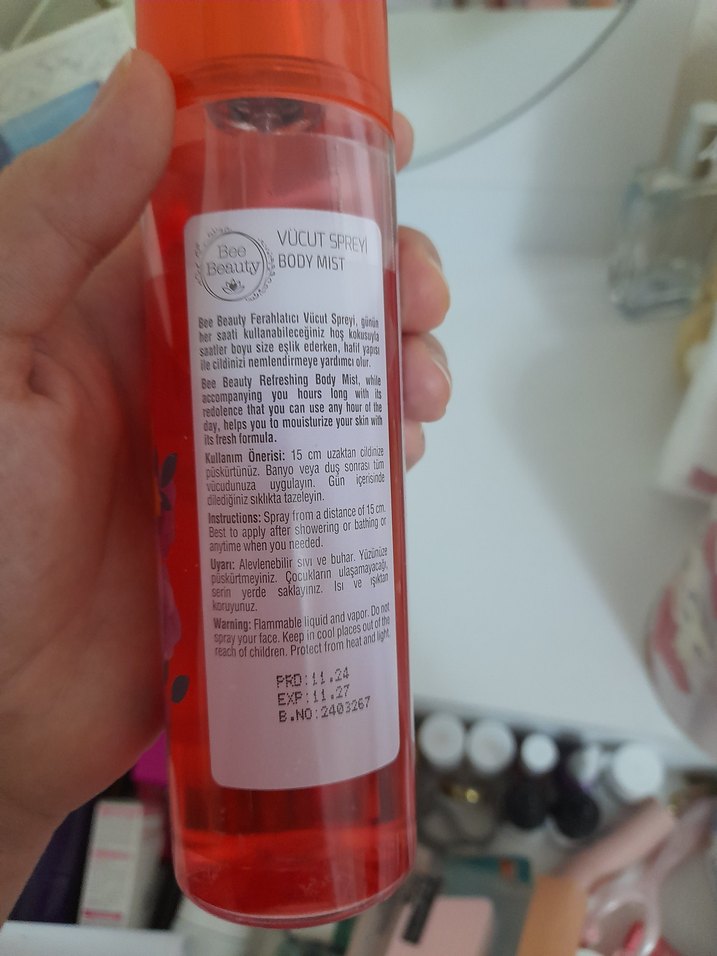 Bee
Beauty
VÜCUT SPREYİ
BODY MIST
Bee Beauty Ferahlatıcı Vücut Spreyi, günün
her saati kullanabileceğiniz hoş kokusuyla
saatler boyu size eşlik ederken, hafif yapısı
ile cildinizi nemlendirmeye yardımcı olur.
Bee Beauty Refreshing Body Mist, while
accompanying you hours long with its
redolence that you can use any hour of the
day, helps you to mouisturize your skin with
its fresh formula.
Kullanım Önerisi: 15 cm uzaktan cildinize
püskürtünüz. Banyo veya duş sonrası tüm
vücudunuza uygulayın. Gün içerisinde
dilediğiniz sıklıkta tazeleyin.
Instructions: Spray from a distance of 15 cm.
Best to apply after showering or bathing or
anytime when you needed.
Uyarı: Alevlenebilir sıvı ve buhar. Yüzünüze
püskürtmeyiniz. Çocukların ulaşamayacağı,
serin yerde saklayınız. Isı ve ışıktan
koruyunuz.
Warning: Flammable liquid and vapor. Do not
spray your face. Keep in cool places out of the
reach of children. Protect from heat and light.
PRD:11.24
EXP:11.27
B.NO:2403267